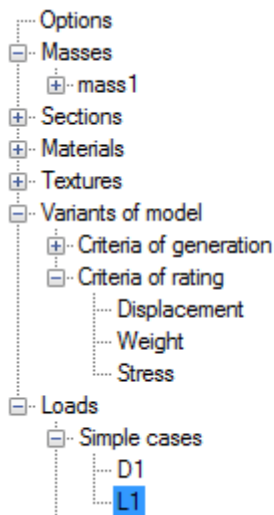 Options
Masses
mass1
Sections
Materials
Textures
Variants of model
Criteria of generation
Criteria of rating
Displacement
Weight
Stress
Loads
Simple cases
D1
L1